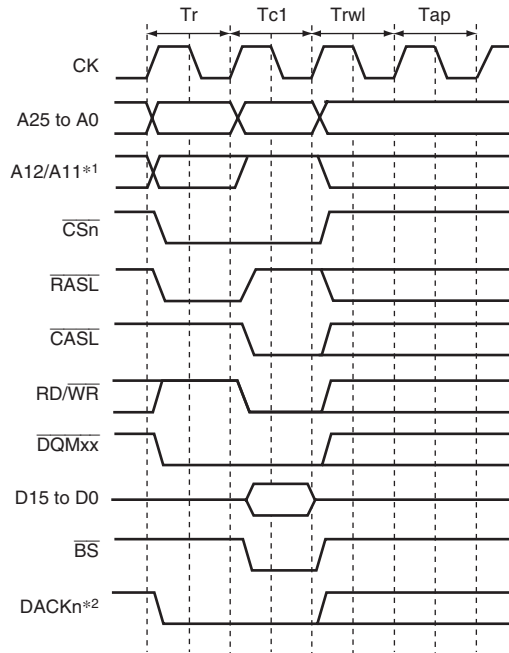 Tr Tc1 Trwl Tap
CK
A25 to A0
A12/A11*1
CSn
RASL
CASL
RD/WR
DQMxx
D15 to D0
BS
DACKn*2